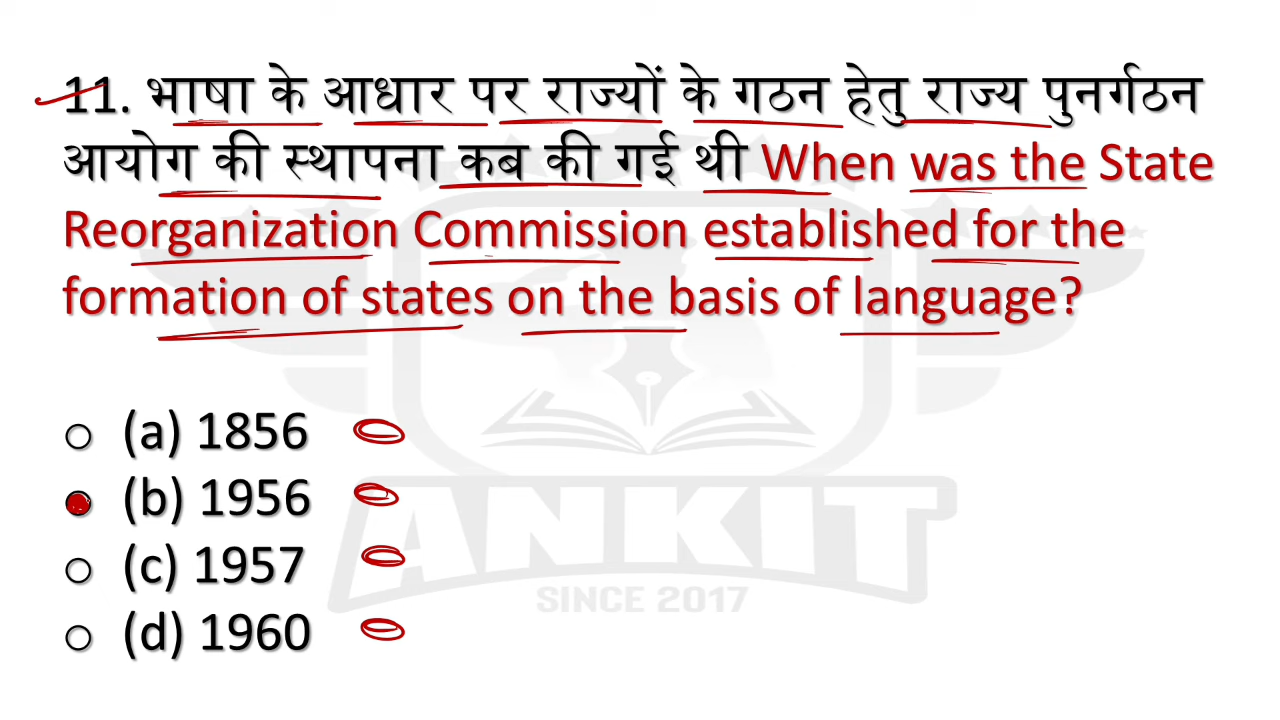 11. भाषा के आधार पर राज्यों के गठन हेतु राज्य पुनर्गठन
आयोग की स्थापना कब की गई थी When was the State
Reorganization Commission established for the
formation of states on the basis of language?
(a) 1856
(b) 1956
(c) 1957
(d) 1960
ANKIT
SINCE 2017